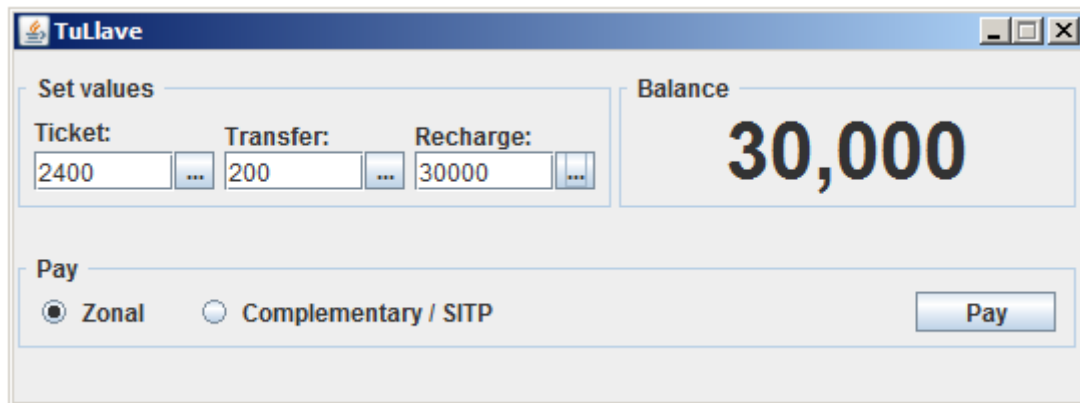 TuLlave
Set values
Ticket: Transfer: Recharge:
2400 ... 200 ... 30000 ...
Balance
30,000
Pay
Zonal Complementary / SITP Pay